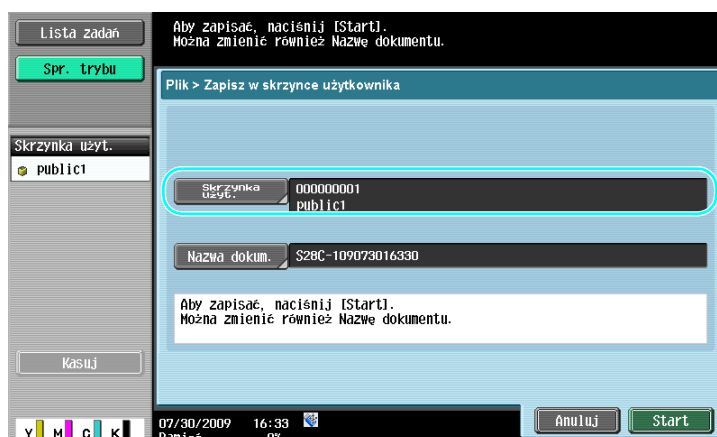 Lista zadań
Spr. trybu
Aby zapisać, naciśnij [Start].
Można zmienić również Nazwę dokumentu.
Plik > Zapisz w skrzynce użytkownika
Skrzynka użyt.
public1
Skrzynka użyt.
000000001
public1
Nazwa dokum.
S28C-109073016330
Aby zapisać, naciśnij [Start].
Można zmienić również Nazwę dokumentu.
Kasuj
Y M C K
07/30/2009 16:33
Pamięć 0%
Anuluj
Start